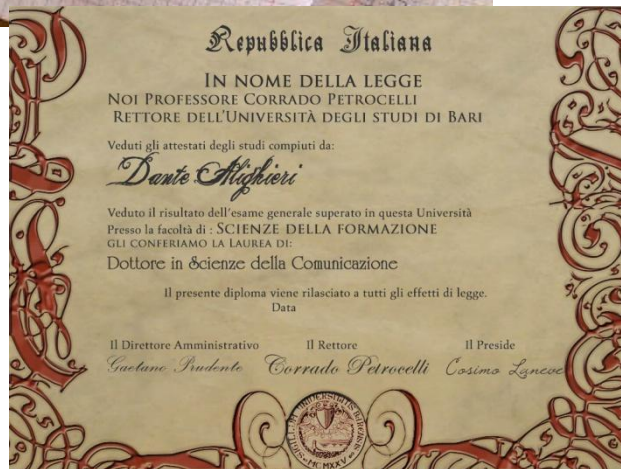 Repubblica Italiana
IN NOME DELLA LEGGE
NOI PROFESSORE CORRADO PETROCELLI
RETTORE DELL'UNIVERSITÀ DEGLI STUDI DI BARI
Veduti gli attestati degli studi compiuti da:
Dante Alighieri
Veduto il risultato dell'esame generale superato in questa Università
Presso la facoltà di : SCIENZE DELLA FORMAZIONE
GLI CONFERIAMO LA LAUREA DI:
Dottore in Scienze della Comunicazione
Il presente diploma viene rilasciato a tutti gli effetti di legge.
Data
Il Direttore Amministrativo Il Rettore Il Preside
Gaetano Prudente Corrado Petrocelli Cosimo Laneve
MCMXXV